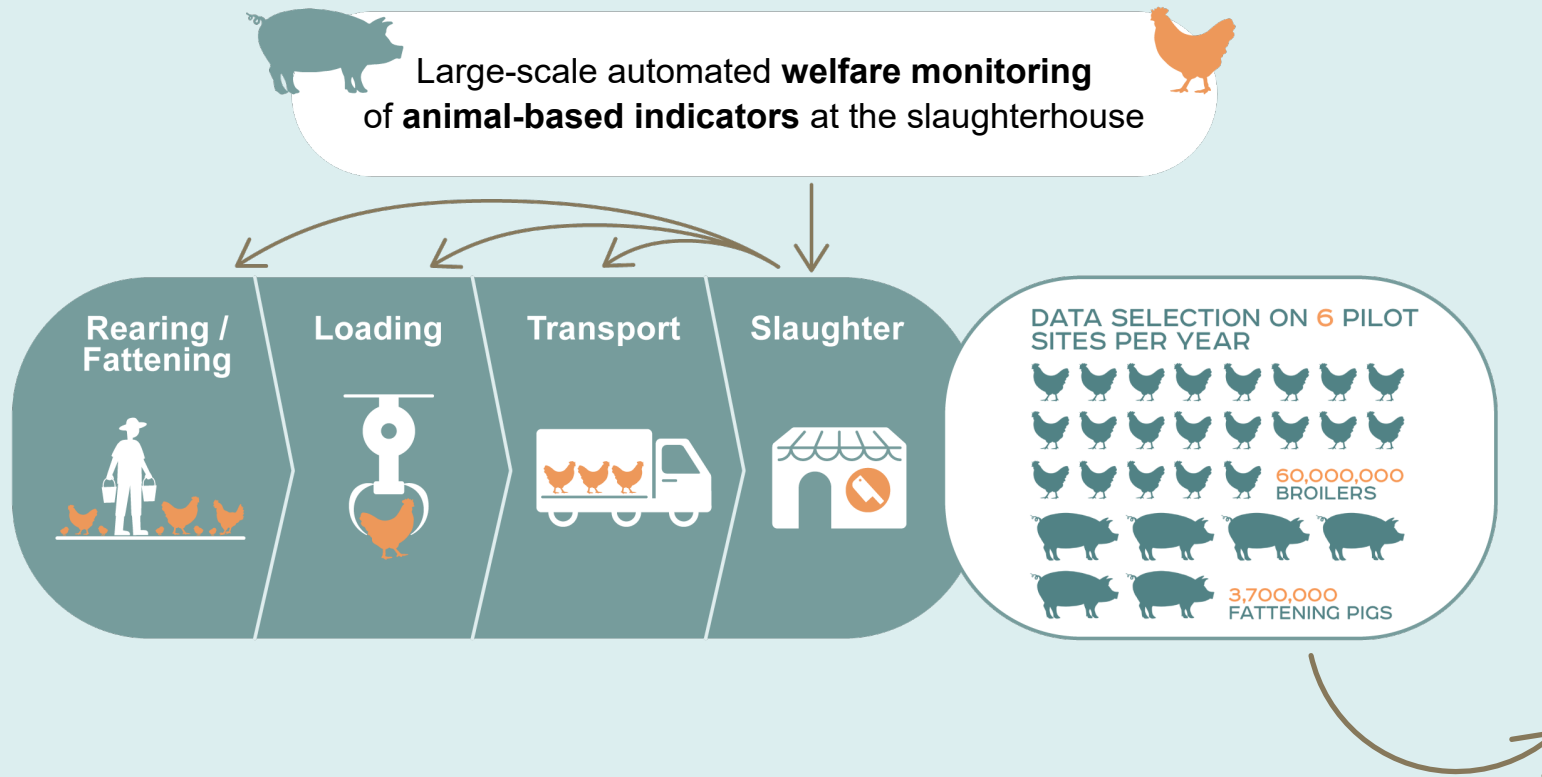 Large-scale automated welfare monitoring
of animal-based indicators at the slaughterhouse
Rearing /
Fattening
Loading
Transport
Slaughter
DATA SELECTION ON 6 PILOT
SITES PER YEAR
60,000,000
BROILERS
3,700,000
FATTENING PIGS